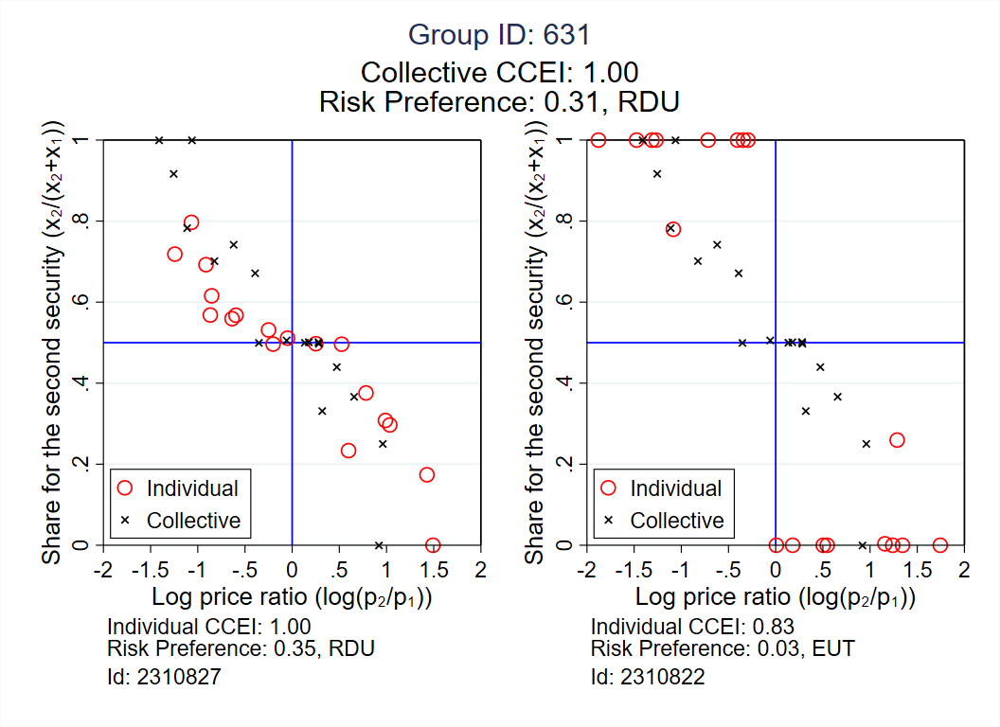 Group ID: 631
Collective CCEI: 1.00
Risk Preference: 0.31, RDU
Share for the second security (x₂/(x₂+x₁))
1
.8
.6
.4
.2
0
Individual
Collective
-2 -1.5 -1 -.5 0 .5 1 1.5 2
Log price ratio (log(p₂/p₁))
Individual CCEI: 1.00
Risk Preference: 0.35, RDU
Id: 2310827
Share for the second security (x₂/(x₂+x₁))
1
.8
.6
.4
.2
0
Individual
Collective
-2 -1.5 -1 -.5 0 .5 1 1.5 2
Log price ratio (log(p₂/p₁))
Individual CCEI: 0.83
Risk Preference: 0.03, EUT
Id: 2310822